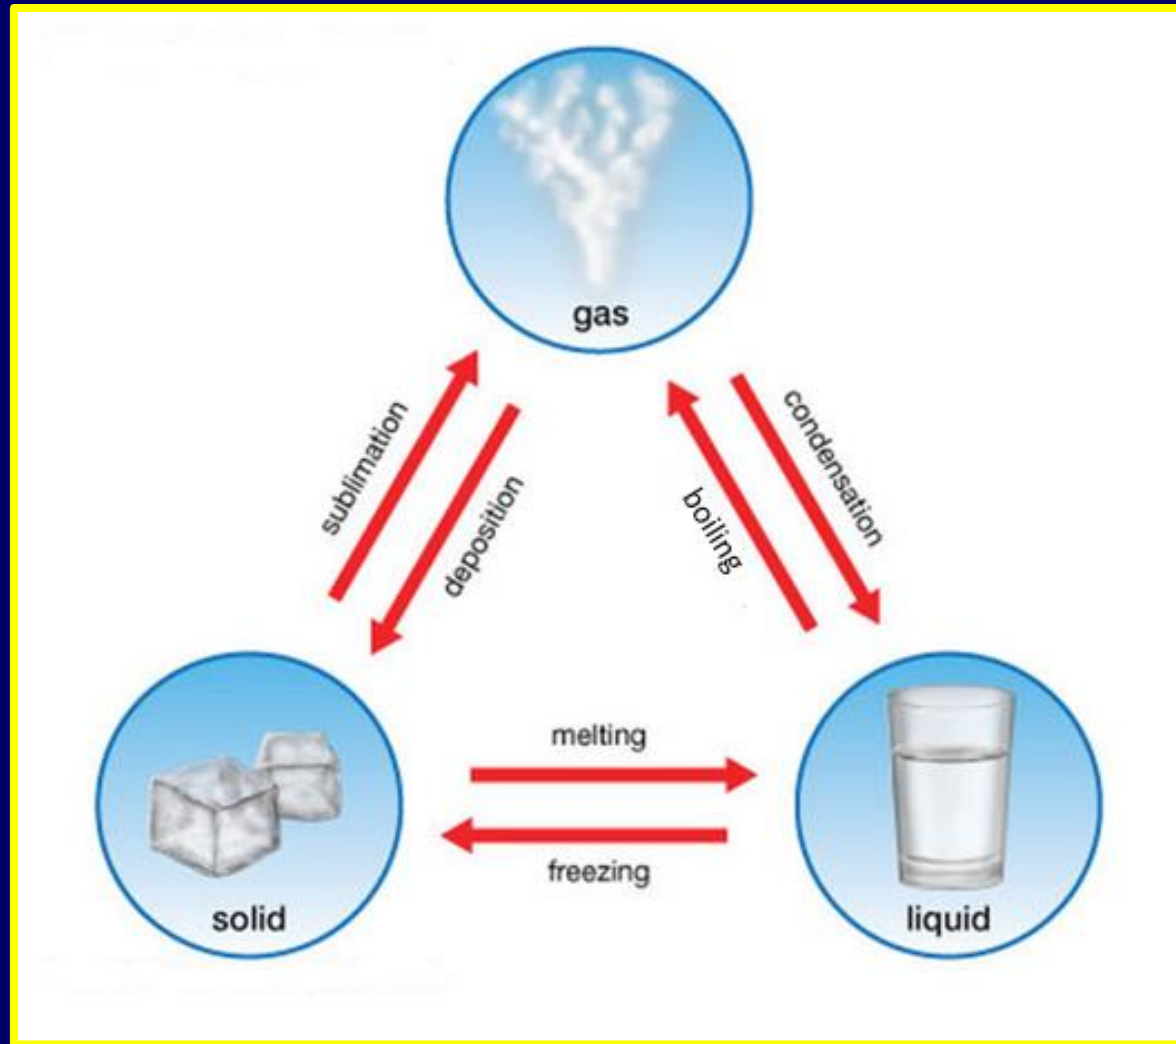 gas
sublimation
deposition
boiling
condensation
melting
freezing
solid
liquid